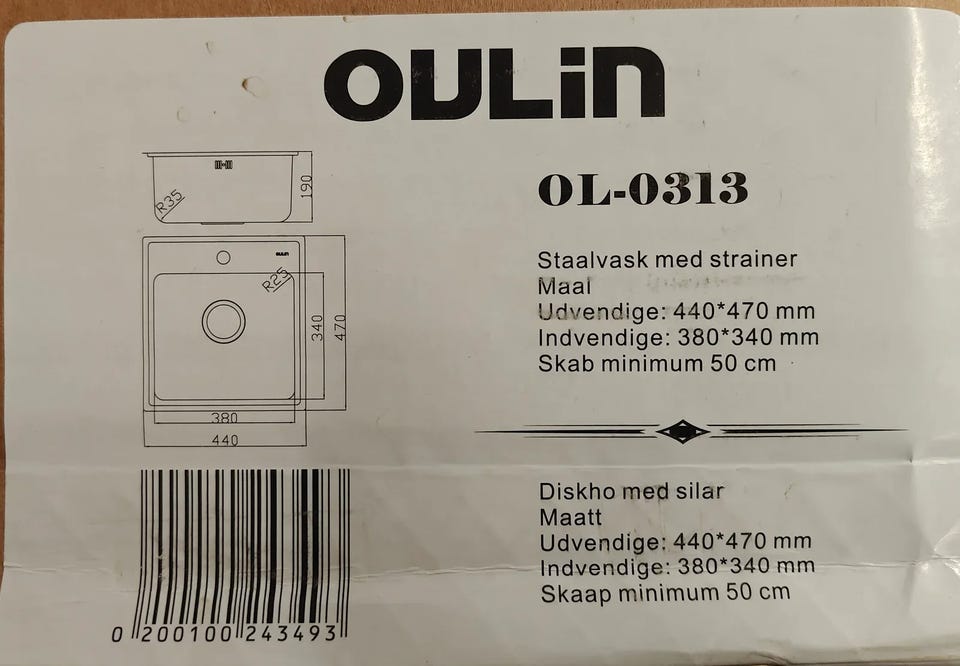 OULin
OL-0313
190
R35
OULIN
R25
340
470
380
440
Staalvask med strainer
Maal
Udvendige: 440*470 mm
Indvendige: 380*340 mm
Skab minimum 50 cm
Diskho med silar
Maatt
Udvendige: 440*470 mm
Indvendige: 380*340 mm
Skaap minimum 50 cm
0 200100 243493